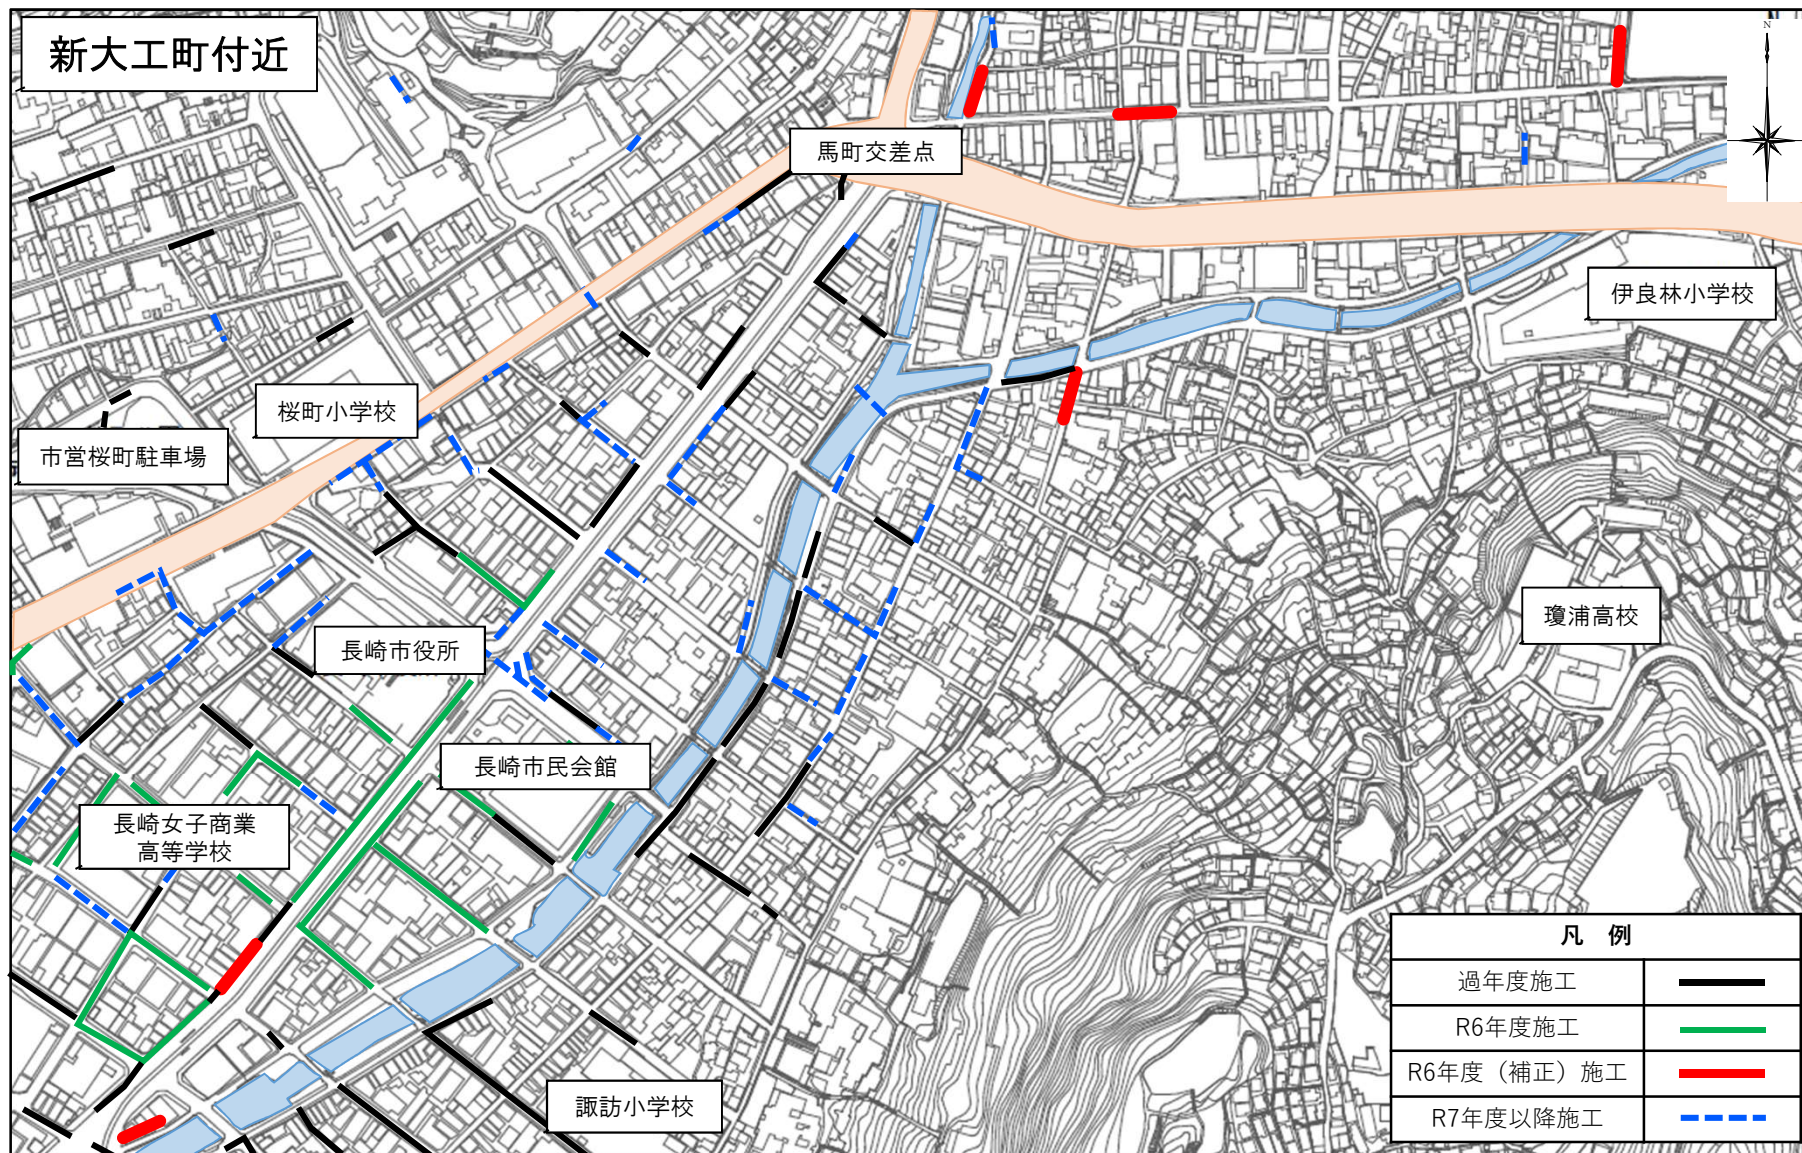 新大工町付近
N
馬町交差点
伊良林小学校
桜町小学校
市営桜町駐車場
瓊浦高校
長崎市役所
長崎市民会館
長崎女子商業
高等学校
諏訪小学校
凡 例
過年度施工
R6年度施工
R6年度（補正）施工
R7年度以降施工